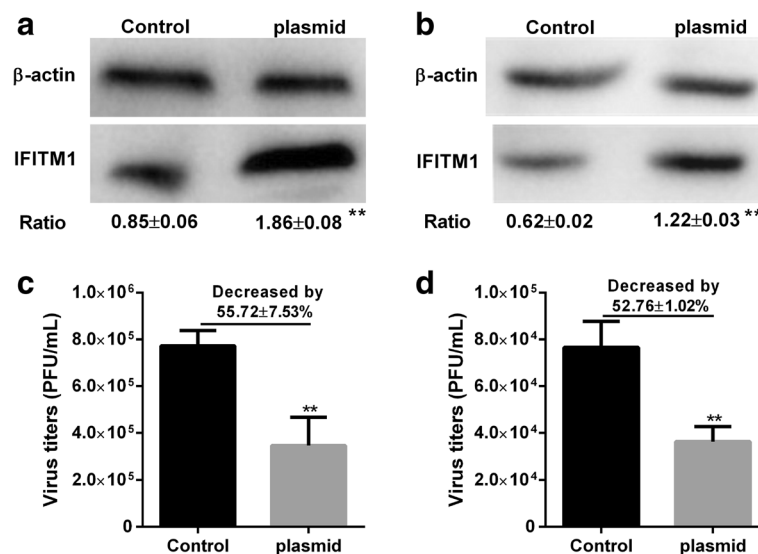 a
Control plasmid
β-actin
IFITM1
Ratio 0.85±0.06 1.86±0.08 **
b
Control plasmid
β-actin
IFITM1
Ratio 0.62±0.02 1.22±0.03 **
c
Virus titers (PFU/mL)
1.0×10⁶
8.0×10⁵
6.0×10⁵
4.0×10⁵
2.0×10⁵
0
Decreased by
55.72±7.53%
**
Control plasmid
d
Virus titers (PFU/mL)
1.0×10⁵
8.0×10⁴
6.0×10⁴
4.0×10⁴
2.0×10⁴
0
Decreased by
52.76±1.02%
**
Control plasmid